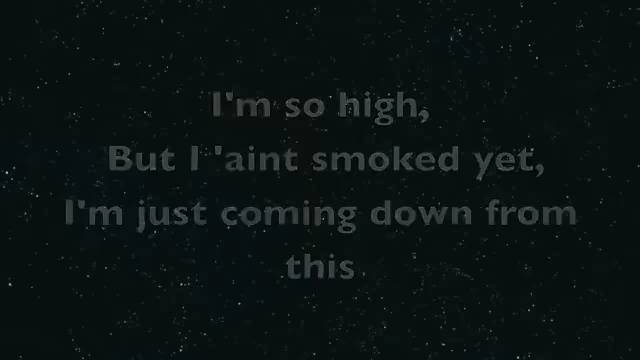 I'm so high,
But I 'aint smoked yet,
I'm just coming down from
this